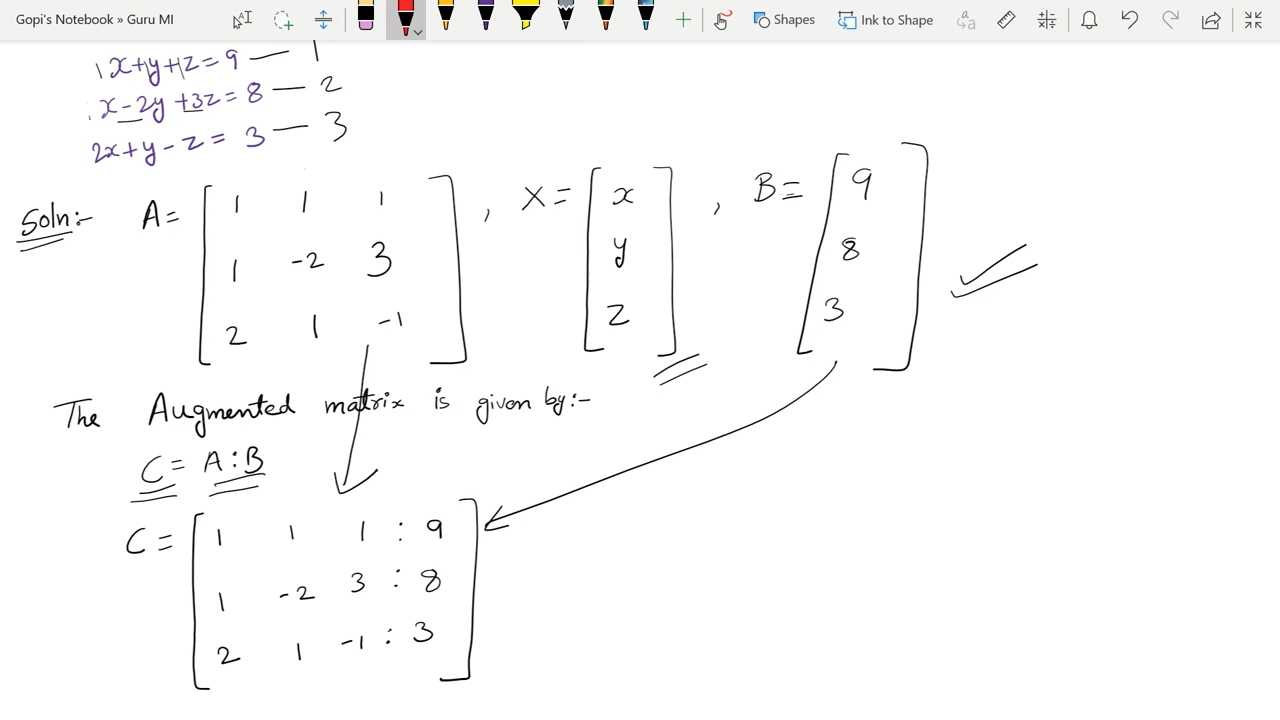 Gopi's Notebook » Guru MI
Shapes
Ink to Shape
1x+y+1z=9 — 1
x-2y+3z=8 — 2
2x+y-z=3 — 3
Soln:- A= [ 1 1 1 , X= [ x , B= [ 9
1 -2 3 y 8
2 1 -1 ] z ] 3 ]
The Augmented matrix is given by:-
C= A:B
C= [ 1 1 1 : 9
1 -2 3 : 8
2 1 -1 : 3 ]